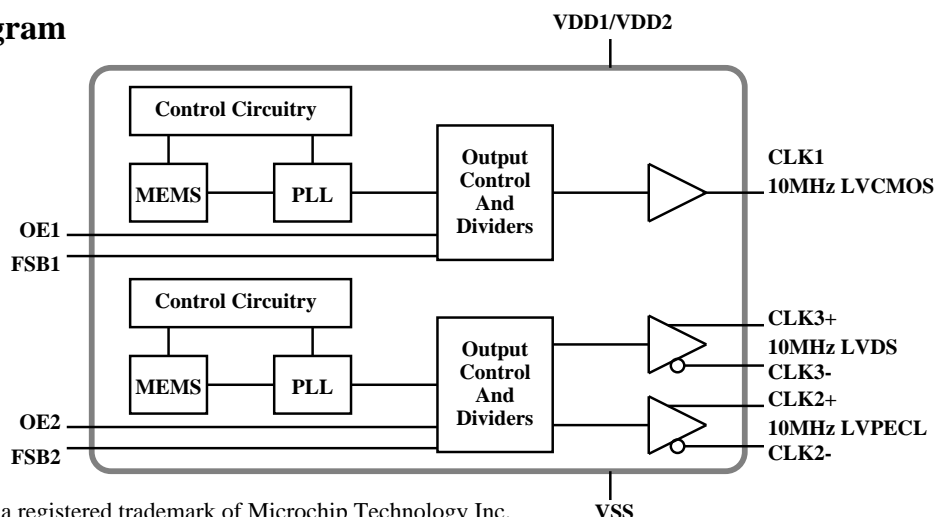 gram
VDD1/VDD2
Control Circuitry
MEMS
PLL
Output
Control
And
Dividers
CLK1
10MHz LVCMOS
OE1
FSB1
Control Circuitry
MEMS
PLL
Output
Control
And
Dividers
CLK3+
10MHz LVDS
CLK3-
CLK2+
10MHz LVPECL
CLK2-
OE2
FSB2
a registered trademark of Microchip Technology Inc.
VSS